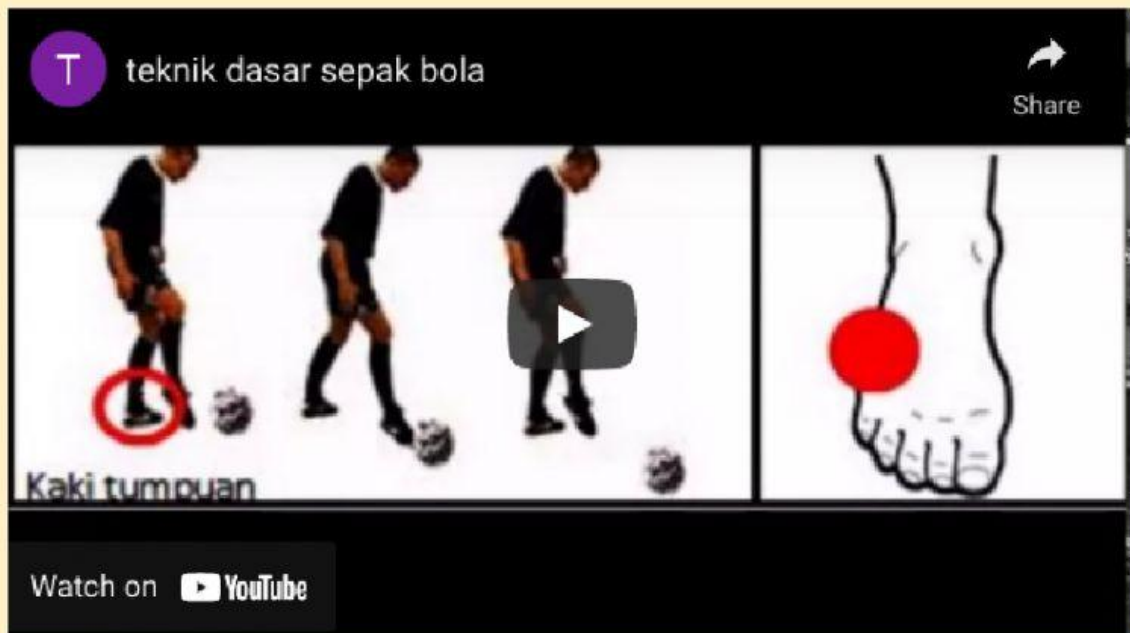 T
teknik dasar sepak bola
Share
Kaki tumpuan
Watch on YouTube